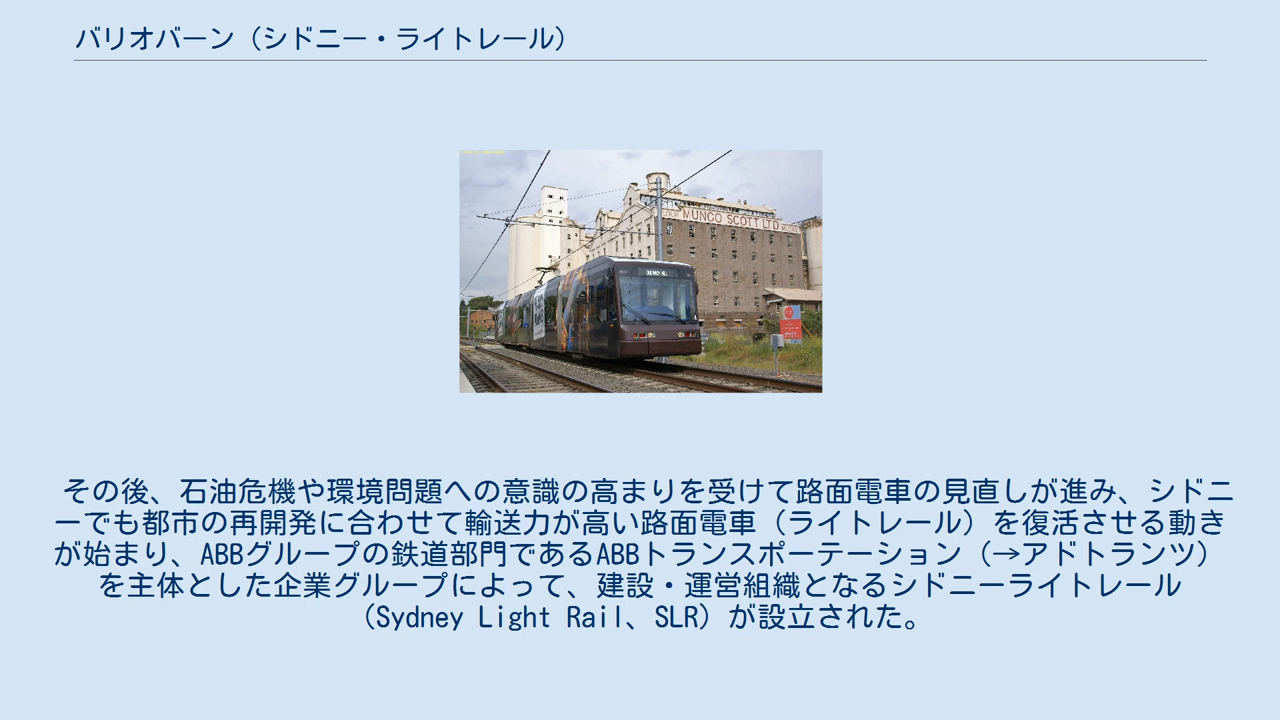 バリオバーン（シドニー・ライトレール）
MUNGO SCOTT LTD
その後、石油危機や環境問題への意識の高まりを受けて路面電車の見直しが進み、シドニ
ーでも都市の再開発に合わせて輸送力が高い路面電車（ライトレール）を復活させる動き
が始まり、ABBグループの鉄道部門であるABBトランスポーテーション（→アドトランツ）
を主体とした企業グループによって、建設・運営組織となるシドニーライトレール
（Sydney Light Rail、SLR）が設立された。